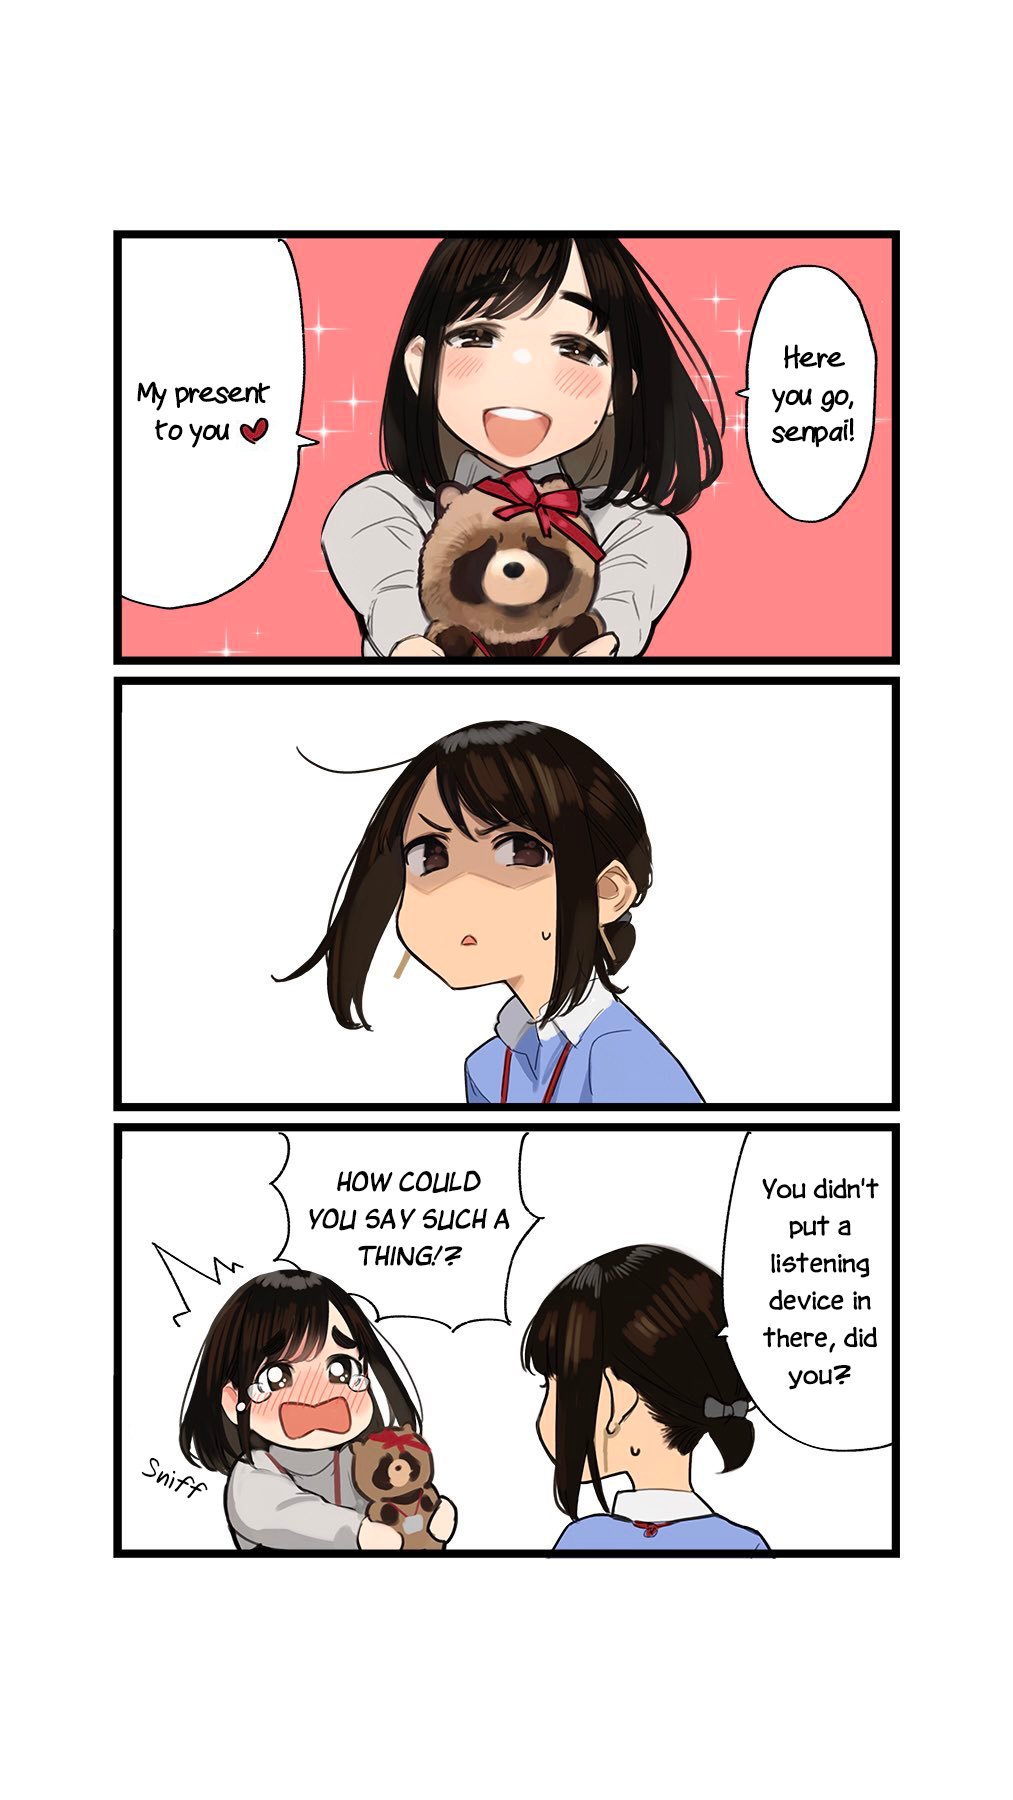 Here
you go,
senpai!
My present
to you ♥
You didn't
put a
listening
device in
there, did
you?
HOW COULD
YOU SAY SUCH A
THING!?
Sniff